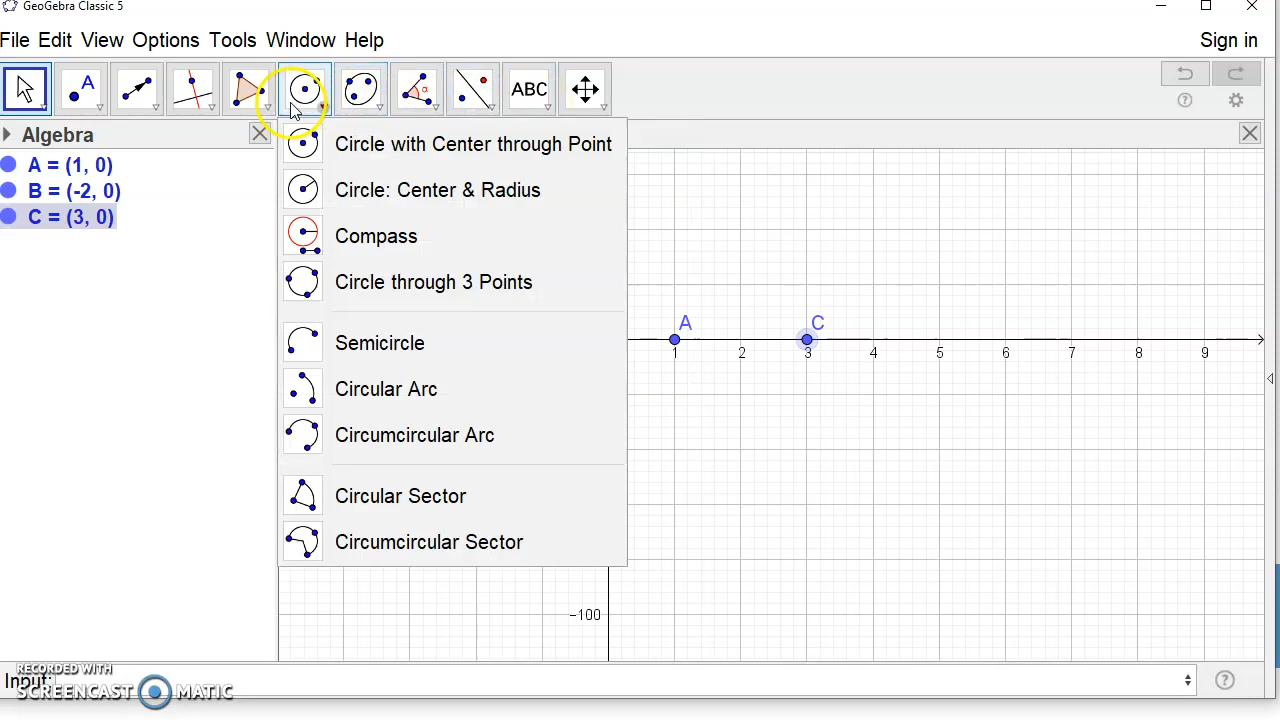 GeoGebra Classic 5
File Edit View Options Tools Window Help
Sign in
ABC
α
A
Algebra
A = (1, 0)
B = (-2, 0)
C = (3, 0)
Circle with Center through Point
Circle: Center & Radius
Compass
Circle through 3 Points
Semicircle
Circular Arc
Circumcircular Arc
Circular Sector
Circumcircular Sector
A
C
1 2 3 4 5 6 7 8 9
−100
Input:
RECORDED WITH
SCREENCAST MATIC